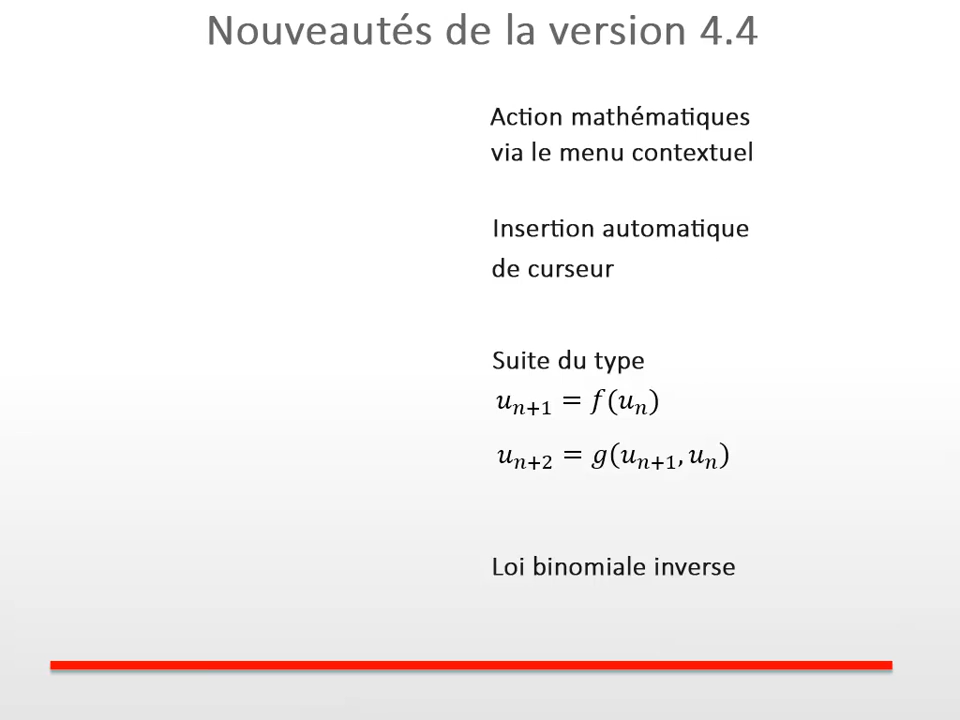 Nouveautés de la version 4.4
Action mathématiques
via le menu contextuel
Insertion automatique
de curseur
Suite du type
uₙ₊₁ = f(uₙ)
uₙ₊₂ = g(uₙ₊₁, uₙ)
Loi binomiale inverse